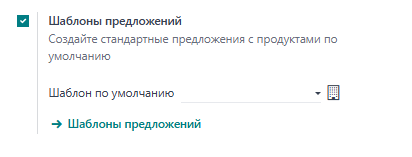 Шаблоны предложений
Создайте стандартные предложения с продуктами по
умолчанию
Шаблон по умолчанию
Шаблоны предложений